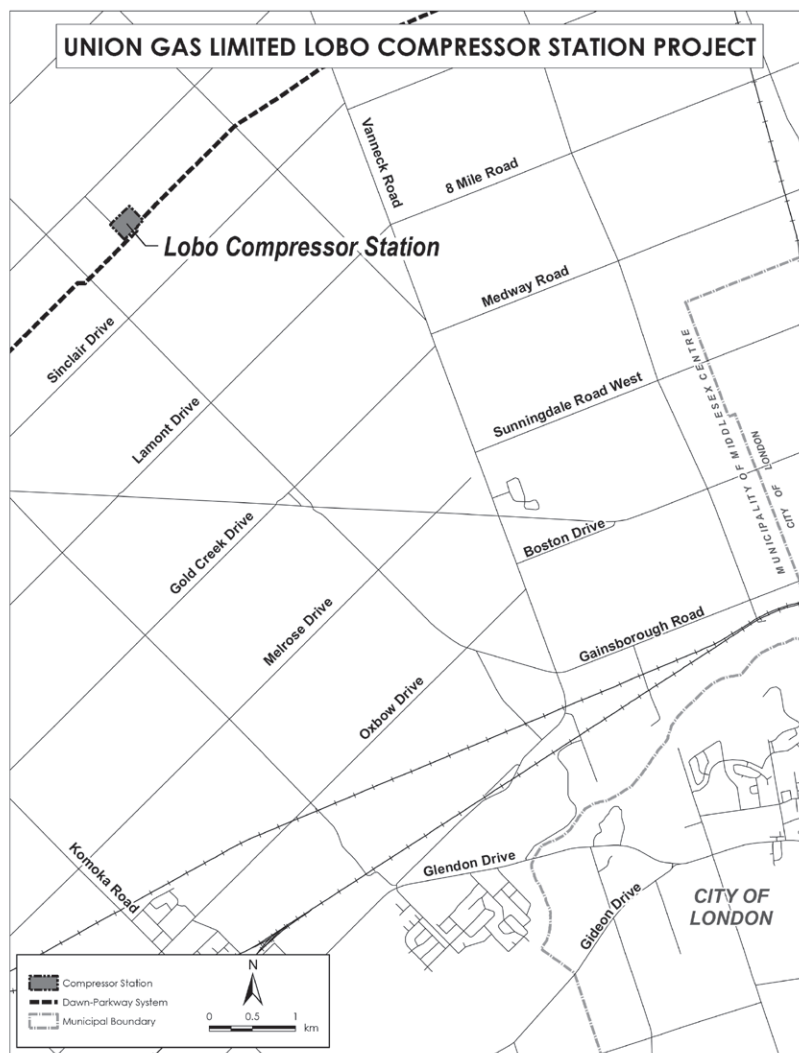 UNION GAS LIMITED LOBO COMPRESSOR STATION PROJECT
Vanneck Road
8 Mile Road
Lobo Compressor Station
Medway Road
Sinclair Drive
MUNICIPALITY OF MIDDLESEX CENTRE
CITY OF LONDON
Sunningdale Road West
Lamont Drive
Gold Creek Drive
Boston Drive
Melrose Drive
Gainsborough Road
Oxbow Drive
Komoka Road
Glendon Drive
Gideon Drive
CITY OF
LONDON
Compressor Station
Dawn-Parkway System
Municipal Boundary
N
0 0.5 1
km